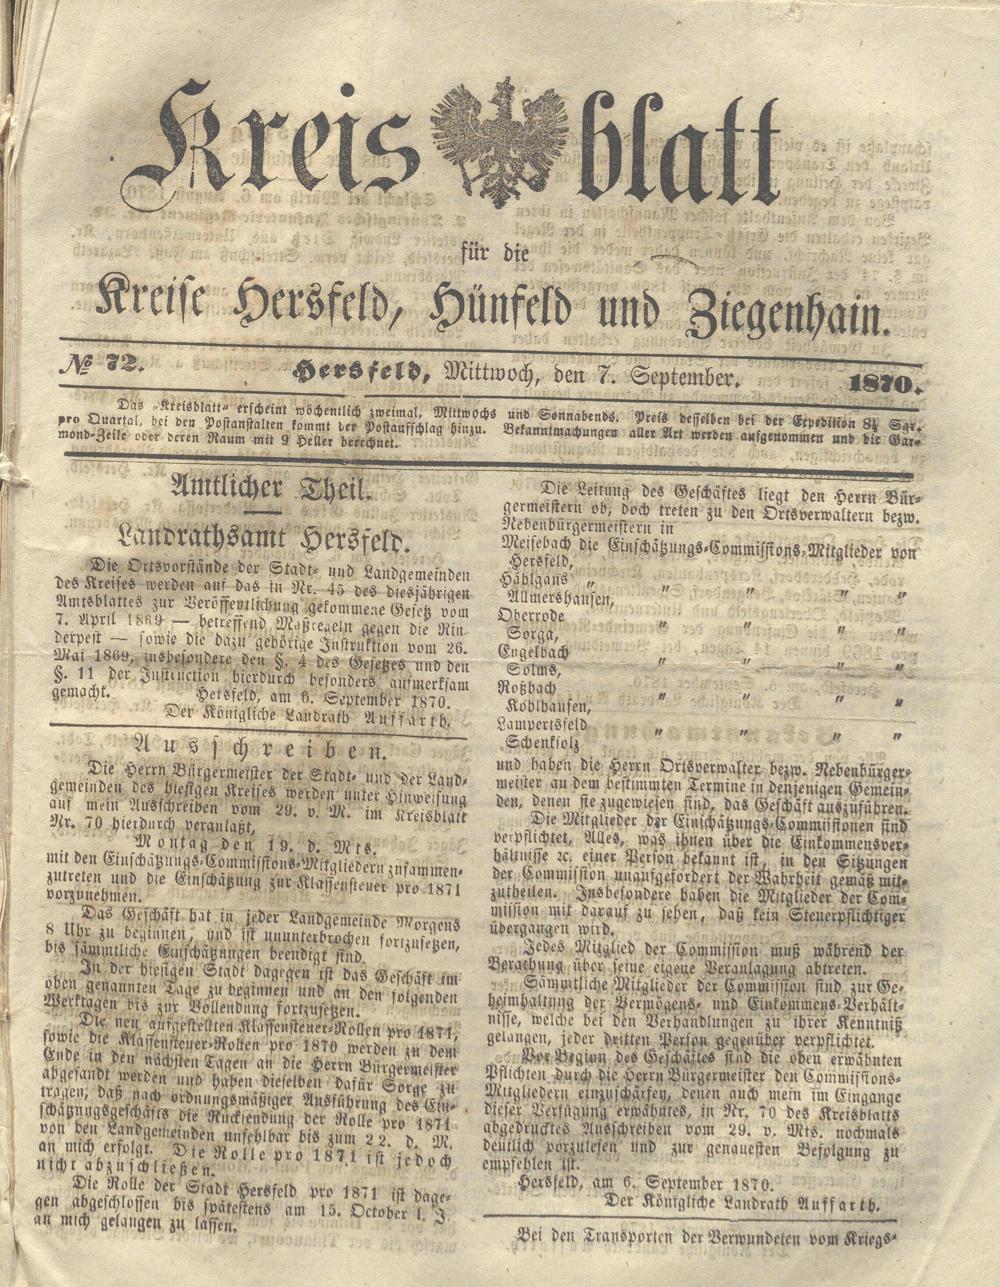 Kreis blatt
für die
Kreise Hersfeld, Hünfeld und Ziegenhain.
№ 72. Hersfeld, Mittwoch, den 7. September. 1870.
Das „Kreisblatt“ erscheint wöchentlich zweimal, Mittwochs und Sonnabends. Preis desselben bei der Expedition 8¼ Sgr.
pro Quartal, bei den Postanstalten kommt der Postaufschlag hinzu. Bekanntmachungen aller Art werden aufgenommen und die Gar-
mond-Zeile oder deren Raum mit 9 Heller berechnet.
Amtlicher Theil.
Landrathsamt Hersfeld.
Die Ortsvorstände der Stadt- und Landgemeinden
des Kreises werden auf das in Nr. 45 des diesjährigen
Amtsblattes zur Veröffentlichung gekommene Gesetz vom
7. April 1869 — betreffend Maßregeln gegen die Rin-
derpest — sowie die dazu gehörige Instruktion vom 26.
Mai 1869, insbesondere den §. 4 des Gesetzes und den
§. 11 der Instruction hierdurch besonders aufmerksam
gemacht. Hersfeld, am 6. September 1870.
Der Königliche Landrath Auffarth.
Ausschreiben.
Die Herrn Bürgermeister der Stadt- und der Land-
gemeinden des hiesigen Kreises werden unter Hinweisung
auf mein Ausschreiben vom 29. v. M. im Kreisblatt
Nr. 70 hierdurch veranlaßt,
Montag den 19. d. Mts.
mit den Einschätzungs-Commissions-Mitgliedern zusammen-
zutreten und die Einschätzung zur Klassensteuer pro 1871
vorzunehmen.
Das Geschäft hat in jeder Landgemeinde Morgens
8 Uhr zu beginnen, und ist ununterbrochen fortzusetzen,
bis sämmtliche Einschätzungen beendigt sind.
In der hiesigen Stadt dagegen ist das Geschäft im
oben genannten Tage zu beginnen und an den folgenden
Werktagen bis zur Vollendung fortzusetzen.
Die neu aufgestellten Klassensteuer-Rollen pro 1871,
sowie die Klassensteuer-Rollen pro 1870 werden zu dem
Ende in den nächsten Tagen an die Herrn Bürgermeister
abgesandt werden und haben dieselben dafür Sorge zu
tragen, daß nach ordnungsmäßiger Ausführung des Ein-
schätzungsgeschäfts die Rücksendung der Rolle pro 1871
von den Landgemeinden unfehlbar bis zum 22. d. M.
an mich erfolgt. Die Rolle pro 1871 ist jedoch
nicht abzuschließen.
Die Rolle der Stadt Hersfeld pro 1871 ist dage-
gen abgeschlossen bis spätestens am 15. October l. J.
an mich gelangen zu lassen.
Die Leitung des Geschäftes liegt den Herrn Bür-
germeistern ob, doch treten zu den Ortsverwaltern bezw.
Nebenbürgermeistern in
Meisebach die Einschätzungs-Commissions-Mitglieder von
Hersfeld,
Hählgans „ " " "
Allmershausen,
Oberrode " " " "
Sorga,
Engelbach " " " "
Solms,
Roßbach " " " "
Kohlhausen,
Lampertsfeld " " " "
Schenksolz
und haben die Herrn Ortsverwalter bezw. Nebenbürger-
meister an dem bestimmten Termine in denjenigen Gemein-
den, denen sie zugewiesen sind, das Geschäft auszuführen.
Die Mitglieder der Einschätzungs-Commissionen sind
verpflichtet, Alles, was ihnen über die Einkommensver-
hältnisse ꝛc. einer Person bekannt ist, in den Sitzungen
der Commission unaufgefordert der Wahrheit gemäß mit-
zutheilen. Insbesondere haben die Mitglieder der Com-
mission mit darauf zu sehen, daß kein Steuerpflichtiger
übergangen wird.
Jedes Mitglied der Commission muß während der
Berathung über seine eigene Veranlagung abtreten.
Sämmtliche Mitglieder der Commission sind zur Ge-
heimhaltung der Vermögens- und Einkommens-Verhält-
nisse, welche bei den Verhandlungen zu ihrer Kenntniß
gelangen, jeder dritten Person gegenüber verpflichtet.
Vor Beginn des Geschäftes sind die oben erwähnten
Pflichten durch die Herrn Bürgermeister den Commissions-
Mitgliedern einzuschärfen, denen auch mein im Eingange
dieser Verfügung erwähntes, in Nr. 70 des Kreisblatts
abgedrucktes Ausschreiben vom 29. v. Mts. nochmals
deutlich vorzulesen und zur genauesten Befolgung zu
empfehlen ist.
Hersfeld, am 6. September 1870.
Der Königliche Landrath Auffarth.
Bei den Transporten der Verwundeten vom Kriegs-